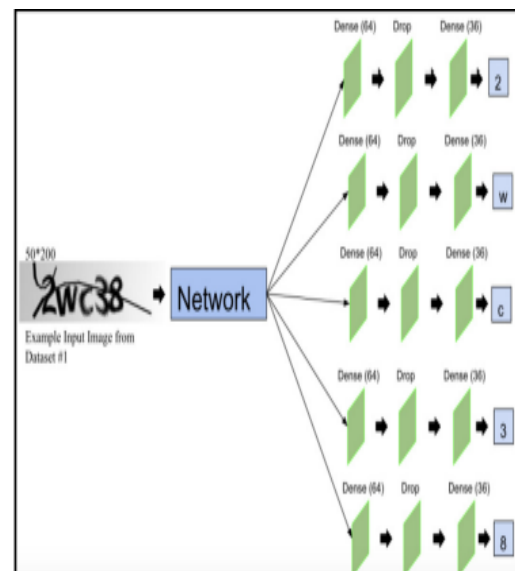 Dense (64) Drop Dense (36)
2
Dense (64) Drop Dense (36)
w
50*200
2wc38
Network
Example Input Image from
Dataset #1
Dense (64) Drop Dense (36)
c
Dense (64) Drop Dense (36)
3
Dense (64) Drop Dense (36)
8